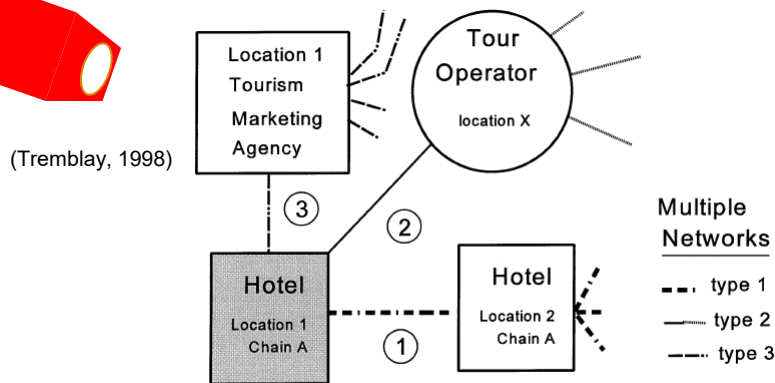 Location 1
Tourism
Marketing
Agency
Tour
Operator
location X
(Tremblay, 1998)
3
2
Multiple
Networks
type 1
type 2
type 3
Hotel
Location 1
Chain A
1
Hotel
Location 2
Chain A